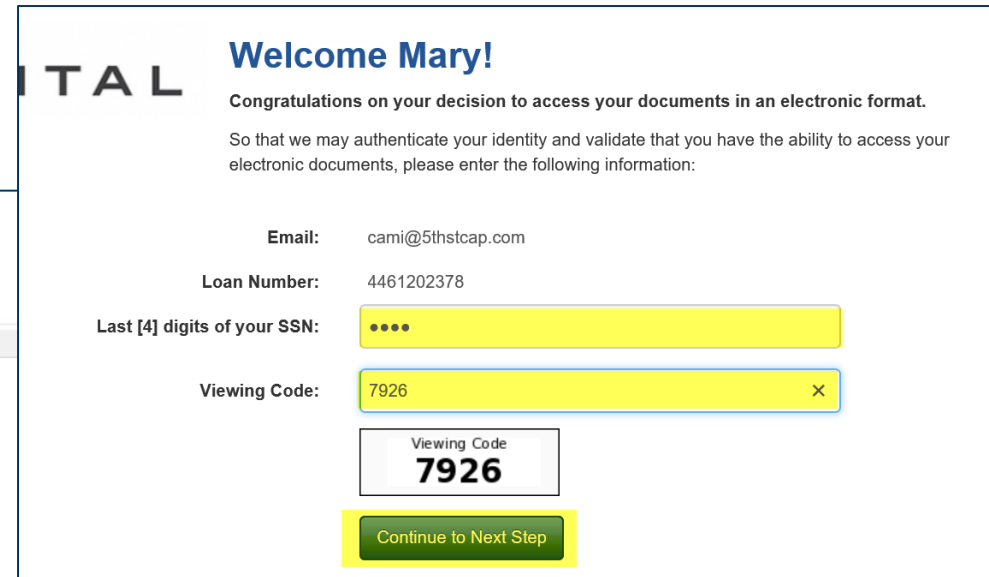 Welcome Mary!
ITAL
Congratulations on your decision to access your documents in an electronic format.
So that we may authenticate your identity and validate that you have the ability to access your
electronic documents, please enter the following information:
Email: cami@5thstcap.com
Loan Number: 4461202378
Last [4] digits of your SSN: ••••
Viewing Code: 7926 ×
Viewing Code
7926
Continue to Next Step